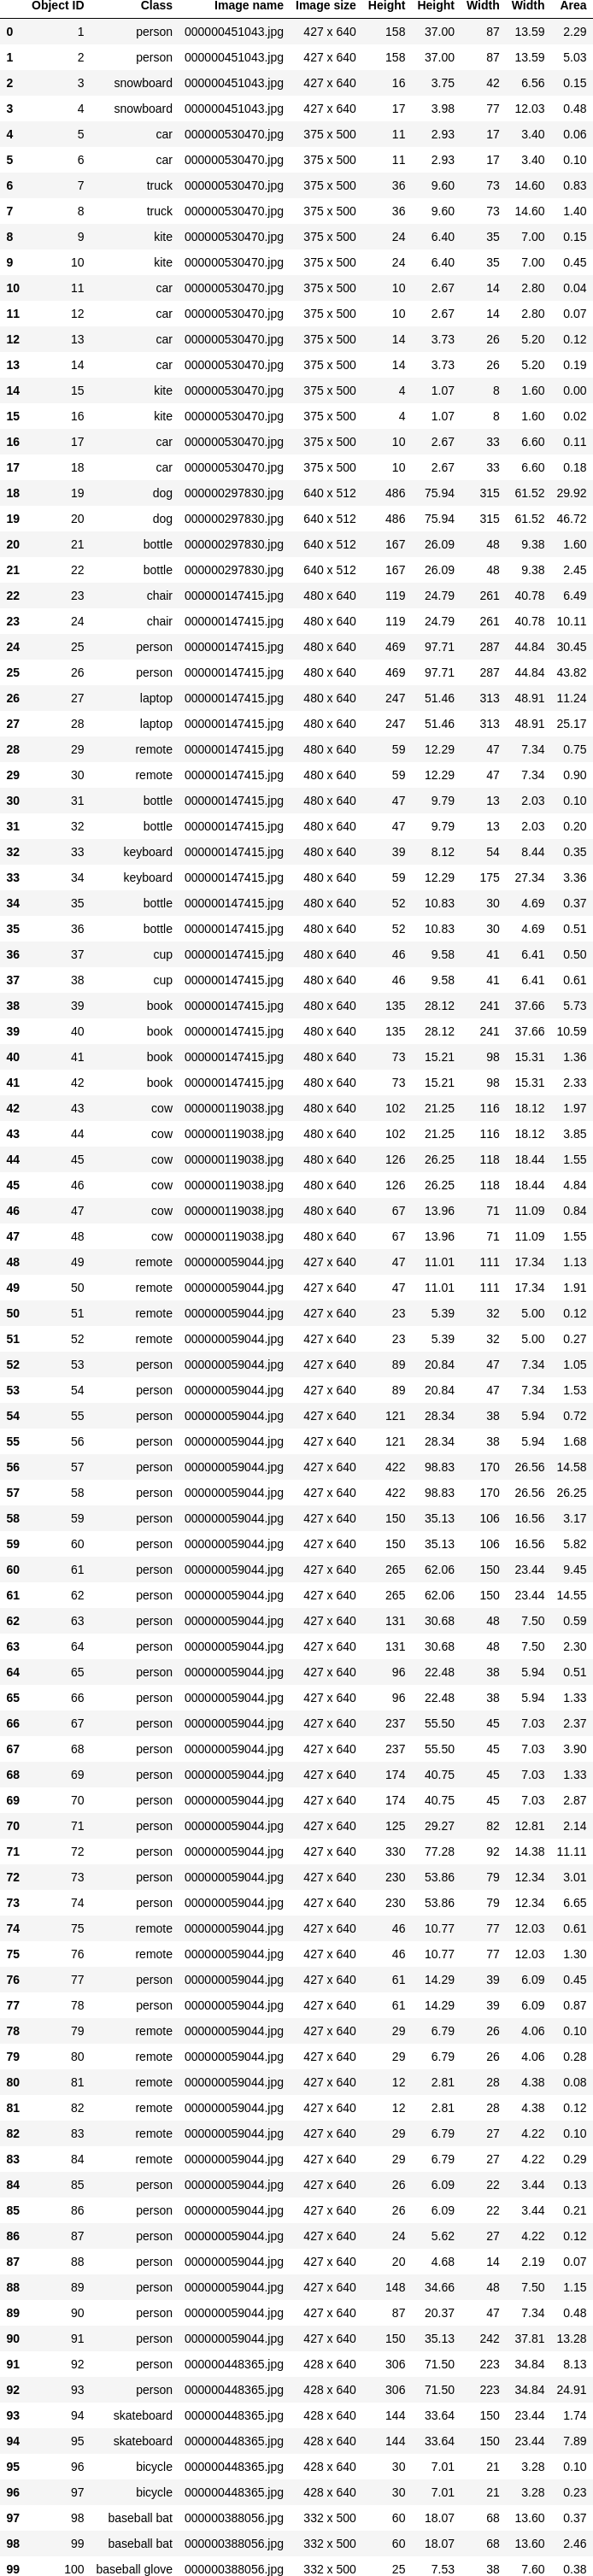 Object ID Class Image name Image size Height Height Width Width Area
0 1 person 000000451043.jpg 427 x 640 158 37.00 87 13.59 2.29
1 2 person 000000451043.jpg 427 x 640 158 37.00 87 13.59 5.03
2 3 snowboard 000000451043.jpg 427 x 640 16 3.75 42 6.56 0.15
3 4 snowboard 000000451043.jpg 427 x 640 17 3.98 77 12.03 0.48
4 5 car 000000530470.jpg 375 x 500 11 2.93 17 3.40 0.06
5 6 car 000000530470.jpg 375 x 500 11 2.93 17 3.40 0.10
6 7 truck 000000530470.jpg 375 x 500 36 9.60 73 14.60 0.83
7 8 truck 000000530470.jpg 375 x 500 36 9.60 73 14.60 1.40
8 9 kite 000000530470.jpg 375 x 500 24 6.40 35 7.00 0.15
9 10 kite 000000530470.jpg 375 x 500 24 6.40 35 7.00 0.45
10 11 car 000000530470.jpg 375 x 500 10 2.67 14 2.80 0.04
11 12 car 000000530470.jpg 375 x 500 10 2.67 14 2.80 0.07
12 13 car 000000530470.jpg 375 x 500 14 3.73 26 5.20 0.12
13 14 car 000000530470.jpg 375 x 500 14 3.73 26 5.20 0.19
14 15 kite 000000530470.jpg 375 x 500 4 1.07 8 1.60 0.00
15 16 kite 000000530470.jpg 375 x 500 4 1.07 8 1.60 0.02
16 17 car 000000530470.jpg 375 x 500 10 2.67 33 6.60 0.11
17 18 car 000000530470.jpg 375 x 500 10 2.67 33 6.60 0.18
18 19 dog 000000297830.jpg 640 x 512 486 75.94 315 61.52 29.92
19 20 dog 000000297830.jpg 640 x 512 486 75.94 315 61.52 46.72
20 21 bottle 000000297830.jpg 640 x 512 167 26.09 48 9.38 1.60
21 22 bottle 000000297830.jpg 640 x 512 167 26.09 48 9.38 2.45
22 23 chair 000000147415.jpg 480 x 640 119 24.79 261 40.78 6.49
23 24 chair 000000147415.jpg 480 x 640 119 24.79 261 40.78 10.11
24 25 person 000000147415.jpg 480 x 640 469 97.71 287 44.84 30.45
25 26 person 000000147415.jpg 480 x 640 469 97.71 287 44.84 43.82
26 27 laptop 000000147415.jpg 480 x 640 247 51.46 313 48.91 11.24
27 28 laptop 000000147415.jpg 480 x 640 247 51.46 313 48.91 25.17
28 29 remote 000000147415.jpg 480 x 640 59 12.29 47 7.34 0.75
29 30 remote 000000147415.jpg 480 x 640 59 12.29 47 7.34 0.90
30 31 bottle 000000147415.jpg 480 x 640 47 9.79 13 2.03 0.10
31 32 bottle 000000147415.jpg 480 x 640 47 9.79 13 2.03 0.20
32 33 keyboard 000000147415.jpg 480 x 640 39 8.12 54 8.44 0.35
33 34 keyboard 000000147415.jpg 480 x 640 59 12.29 175 27.34 3.36
34 35 bottle 000000147415.jpg 480 x 640 52 10.83 30 4.69 0.37
35 36 bottle 000000147415.jpg 480 x 640 52 10.83 30 4.69 0.51
36 37 cup 000000147415.jpg 480 x 640 46 9.58 41 6.41 0.50
37 38 cup 000000147415.jpg 480 x 640 46 9.58 41 6.41 0.61
38 39 book 000000147415.jpg 480 x 640 135 28.12 241 37.66 5.73
39 40 book 000000147415.jpg 480 x 640 135 28.12 241 37.66 10.59
40 41 book 000000147415.jpg 480 x 640 73 15.21 98 15.31 1.36
41 42 book 000000147415.jpg 480 x 640 73 15.21 98 15.31 2.33
42 43 cow 000000119038.jpg 480 x 640 102 21.25 116 18.12 1.97
43 44 cow 000000119038.jpg 480 x 640 102 21.25 116 18.12 3.85
44 45 cow 000000119038.jpg 480 x 640 126 26.25 118 18.44 1.55
45 46 cow 000000119038.jpg 480 x 640 126 26.25 118 18.44 4.84
46 47 cow 000000119038.jpg 480 x 640 67 13.96 71 11.09 0.84
47 48 cow 000000119038.jpg 480 x 640 67 13.96 71 11.09 1.55
48 49 remote 000000059044.jpg 427 x 640 47 11.01 111 17.34 1.13
49 50 remote 000000059044.jpg 427 x 640 47 11.01 111 17.34 1.91
50 51 remote 000000059044.jpg 427 x 640 23 5.39 32 5.00 0.12
51 52 remote 000000059044.jpg 427 x 640 23 5.39 32 5.00 0.27
52 53 person 000000059044.jpg 427 x 640 89 20.84 47 7.34 1.05
53 54 person 000000059044.jpg 427 x 640 89 20.84 47 7.34 1.53
54 55 person 000000059044.jpg 427 x 640 121 28.34 38 5.94 0.72
55 56 person 000000059044.jpg 427 x 640 121 28.34 38 5.94 1.68
56 57 person 000000059044.jpg 427 x 640 422 98.83 170 26.56 14.58
57 58 person 000000059044.jpg 427 x 640 422 98.83 170 26.56 26.25
58 59 person 000000059044.jpg 427 x 640 150 35.13 106 16.56 3.17
59 60 person 000000059044.jpg 427 x 640 150 35.13 106 16.56 5.82
60 61 person 000000059044.jpg 427 x 640 265 62.06 150 23.44 9.45
61 62 person 000000059044.jpg 427 x 640 265 62.06 150 23.44 14.55
62 63 person 000000059044.jpg 427 x 640 131 30.68 48 7.50 0.59
63 64 person 000000059044.jpg 427 x 640 131 30.68 48 7.50 2.30
64 65 person 000000059044.jpg 427 x 640 96 22.48 38 5.94 0.51
65 66 person 000000059044.jpg 427 x 640 96 22.48 38 5.94 1.33
66 67 person 000000059044.jpg 427 x 640 237 55.50 45 7.03 2.37
67 68 person 000000059044.jpg 427 x 640 237 55.50 45 7.03 3.90
68 69 person 000000059044.jpg 427 x 640 174 40.75 45 7.03 1.33
69 70 person 000000059044.jpg 427 x 640 174 40.75 45 7.03 2.87
70 71 person 000000059044.jpg 427 x 640 125 29.27 82 12.81 2.14
71 72 person 000000059044.jpg 427 x 640 330 77.28 92 14.38 11.11
72 73 person 000000059044.jpg 427 x 640 230 53.86 79 12.34 3.01
73 74 person 000000059044.jpg 427 x 640 230 53.86 79 12.34 6.65
74 75 remote 000000059044.jpg 427 x 640 46 10.77 77 12.03 0.61
75 76 remote 000000059044.jpg 427 x 640 46 10.77 77 12.03 1.30
76 77 person 000000059044.jpg 427 x 640 61 14.29 39 6.09 0.45
77 78 person 000000059044.jpg 427 x 640 61 14.29 39 6.09 0.87
78 79 remote 000000059044.jpg 427 x 640 29 6.79 26 4.06 0.10
79 80 remote 000000059044.jpg 427 x 640 29 6.79 26 4.06 0.28
80 81 remote 000000059044.jpg 427 x 640 12 2.81 28 4.38 0.08
81 82 remote 000000059044.jpg 427 x 640 12 2.81 28 4.38 0.12
82 83 remote 000000059044.jpg 427 x 640 29 6.79 27 4.22 0.10
83 84 remote 000000059044.jpg 427 x 640 29 6.79 27 4.22 0.29
84 85 person 000000059044.jpg 427 x 640 26 6.09 22 3.44 0.13
85 86 person 000000059044.jpg 427 x 640 26 6.09 22 3.44 0.21
86 87 person 000000059044.jpg 427 x 640 24 5.62 27 4.22 0.12
87 88 person 000000059044.jpg 427 x 640 20 4.68 14 2.19 0.07
88 89 person 000000059044.jpg 427 x 640 148 34.66 48 7.50 1.15
89 90 person 000000059044.jpg 427 x 640 87 20.37 47 7.34 0.48
90 91 person 000000059044.jpg 427 x 640 150 35.13 242 37.81 13.28
91 92 person 000000448365.jpg 428 x 640 306 71.50 223 34.84 8.13
92 93 person 000000448365.jpg 428 x 640 306 71.50 223 34.84 24.91
93 94 skateboard 000000448365.jpg 428 x 640 144 33.64 150 23.44 1.74
94 95 skateboard 000000448365.jpg 428 x 640 144 33.64 150 23.44 7.89
95 96 bicycle 000000448365.jpg 428 x 640 30 7.01 21 3.28 0.10
96 97 bicycle 000000448365.jpg 428 x 640 30 7.01 21 3.28 0.23
97 98 baseball bat 000000388056.jpg 332 x 500 60 18.07 68 13.60 0.37
98 99 baseball bat 000000388056.jpg 332 x 500 60 18.07 68 13.60 2.46
99 100 baseball glove 000000388056.jpg 332 x 500 25 7.53 38 7.60 0.38